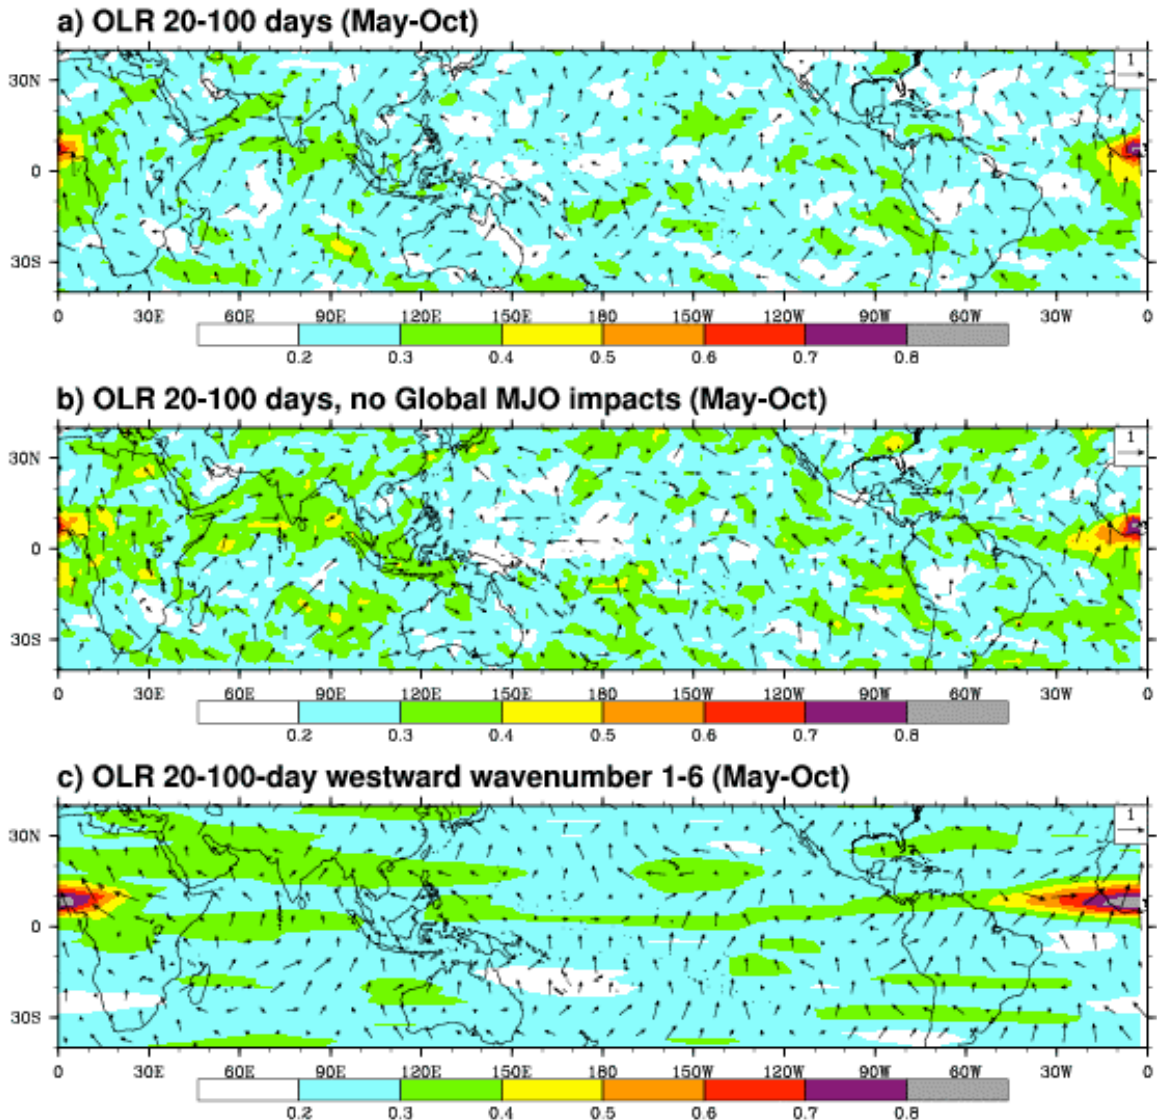 a) OLR 20-100 days (May-Oct)
1
30N
0
30S
0 30E 60E 90E 120E 150E 180 150W 120W 90W 60W 30W 0
0.2 0.3 0.4 0.5 0.6 0.7 0.8
b) OLR 20-100 days, no Global MJO impacts (May-Oct)
1
30N
0
30S
0 30E 60E 90E 120E 150E 180 150W 120W 90W 60W 30W 0
0.2 0.3 0.4 0.5 0.6 0.7 0.8
c) OLR 20-100-day westward wavenumber 1-6 (May-Oct)
1
30N
0
30S
0 30E 60E 90E 120E 150E 180 150W 120W 90W 60W 30W 0
0.2 0.3 0.4 0.5 0.6 0.7 0.8